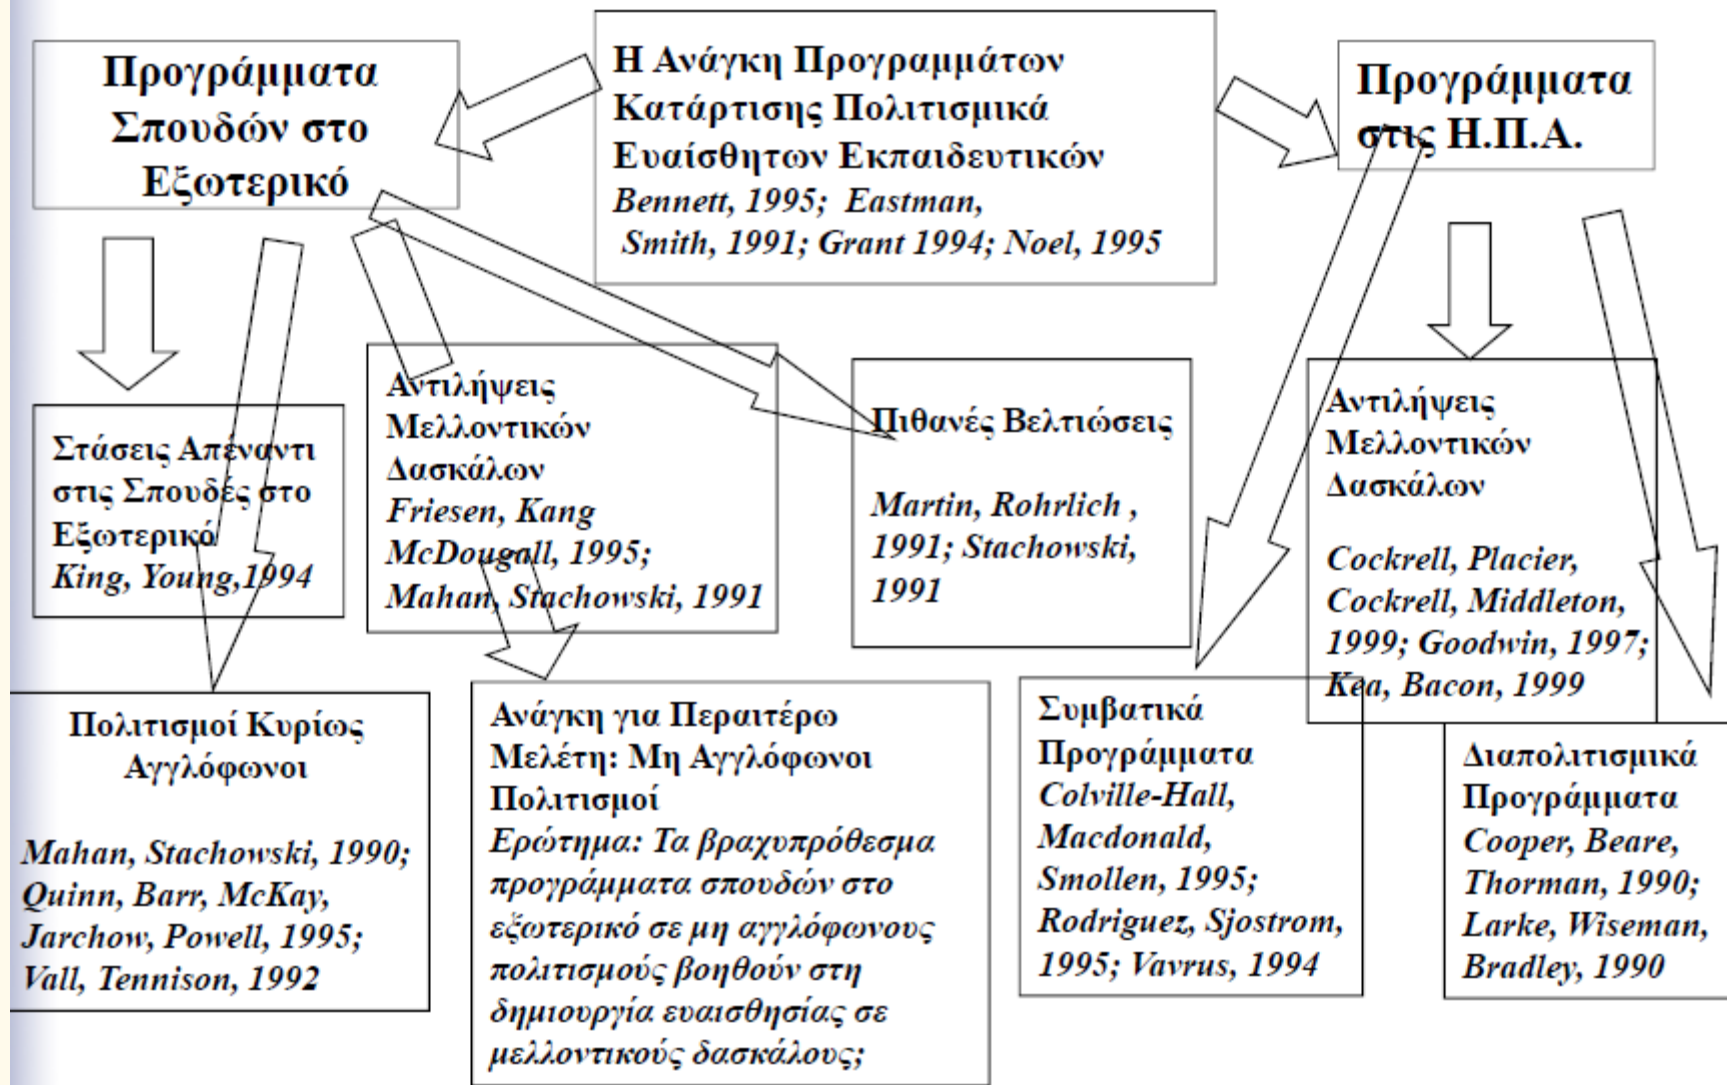 Προγράμματα
Σπουδών στο
Εξωτερικό
Η Ανάγκη Προγραμμάτων
Κατάρτισης Πολιτισμικά
Ευαίσθητων Εκπαιδευτικών
Bennett, 1995; Eastman,
Smith, 1991; Grant 1994; Noel, 1995
Προγράμματα
στις Η.Π.Α.
Στάσεις Απέναντι
στις Σπουδές στο
Εξωτερικό
King, Young,1994
Αντιλήψεις
Μελλοντικών
Δασκάλων
Friesen, Kang
McDougall, 1995;
Mahan, Stachowski, 1991
Πιθανές Βελτιώσεις
Martin, Rohrlich ,
1991; Stachowski,
1991
Αντιλήψεις
Μελλοντικών
Δασκάλων
Cockrell, Placier,
Cockrell, Middleton,
1999; Goodwin, 1997;
Kea, Bacon, 1999
Πολιτισμοί Κυρίως
Αγγλόφωνοι
Mahan, Stachowski, 1990;
Quinn, Barr, McKay,
Jarchow, Powell, 1995;
Vall, Tennison, 1992
Ανάγκη για Περαιτέρω
Μελέτη: Μη Αγγλόφωνοι
Πολιτισμοί
Ερώτημα: Τα βραχυπρόθεσμα
προγράμματα σπουδών στο
εξωτερικό σε μη αγγλόφωνους
πολιτισμούς βοηθούν στη
δημιουργία ευαισθησίας σε
μελλοντικούς δασκάλους;
Συμβατικά
Προγράμματα
Colville-Hall,
Macdonald,
Smollen, 1995;
Rodriguez, Sjostrom,
1995; Vavrus, 1994
Διαπολιτισμικά
Προγράμματα
Cooper, Beare,
Thorman, 1990;
Larke, Wiseman,
Bradley, 1990